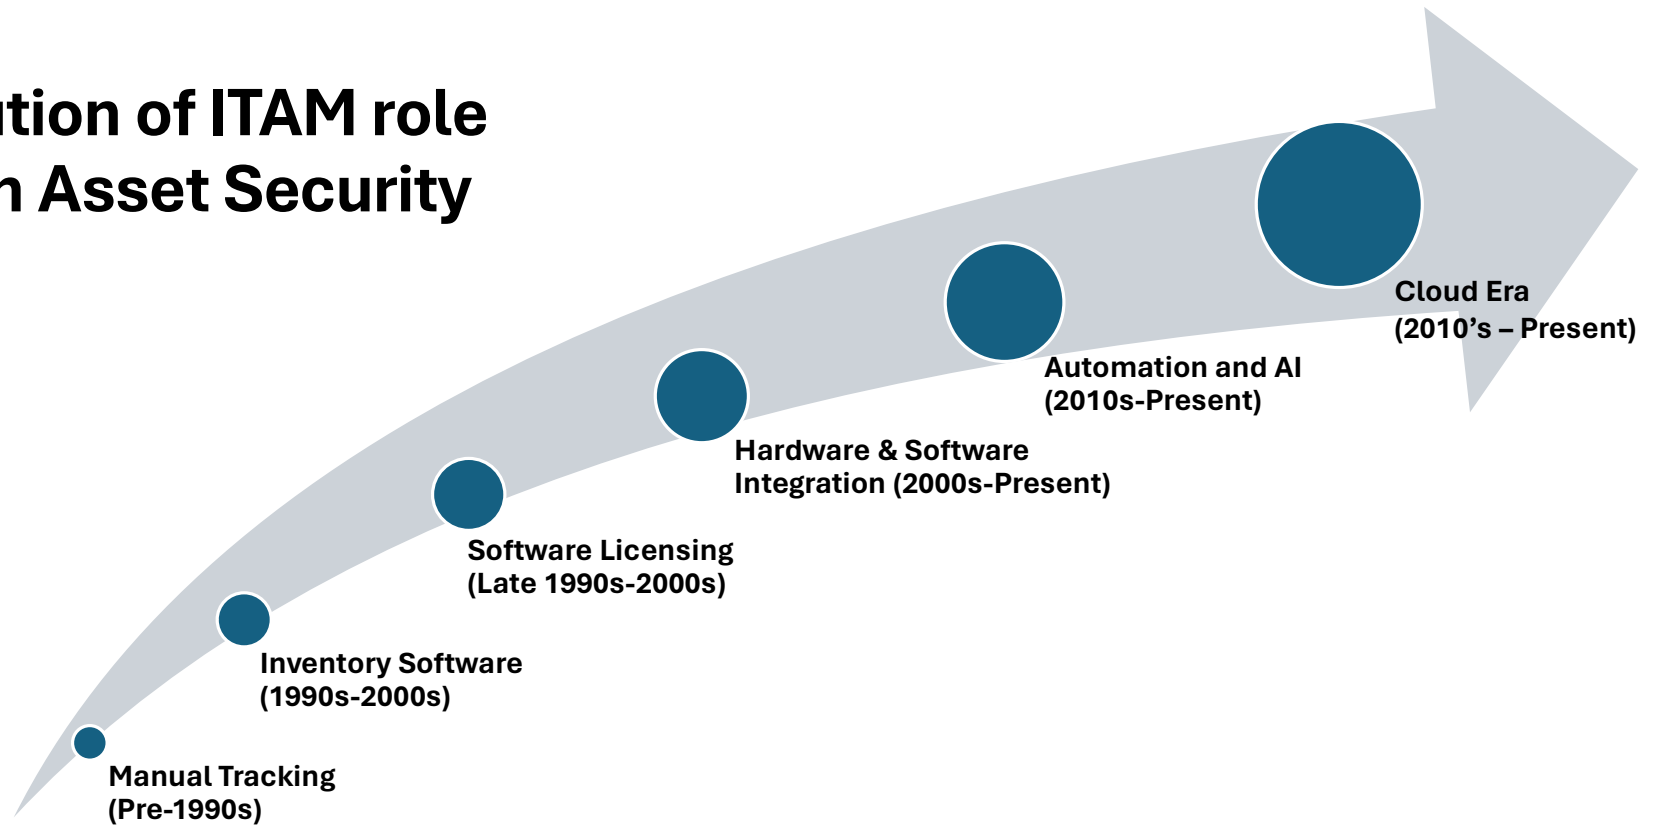 tion of ITAM role
n Asset Security
Cloud Era
(2010’s – Present)
Automation and AI
(2010s-Present)
Hardware & Software
Integration (2000s-Present)
Software Licensing
(Late 1990s-2000s)
Inventory Software
(1990s-2000s)
Manual Tracking
(Pre-1990s)